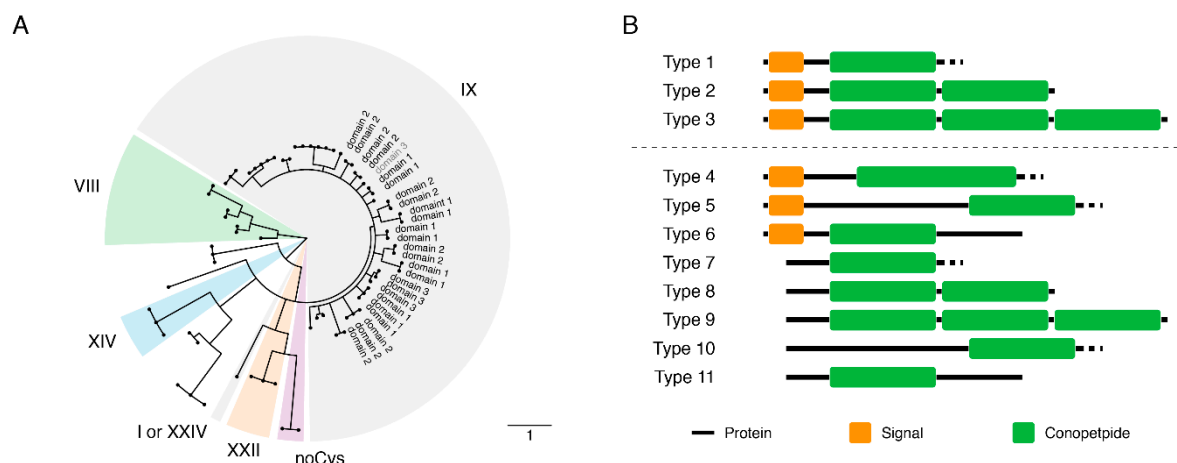 A
IX
domain 2
domain 2
domain 2
domain 2
domain 3
domain 1
domain 1
domain 2
domain 2
domaint 1
domain 1
domain 1
domain 1
domain 2
domain 2
domain 1
domain 1
domain 3
domain 3
domain 3
domain 1
domain 1
domain 1
domain 2
domain 2
domain 2
VIII
XIV
I or XXIV
XXII
noCys
1
B
Type 1
Type 2
Type 3
Type 4
Type 5
Type 6
Type 7
Type 8
Type 9
Type 10
Type 11
Protein
Signal
Conopetpide